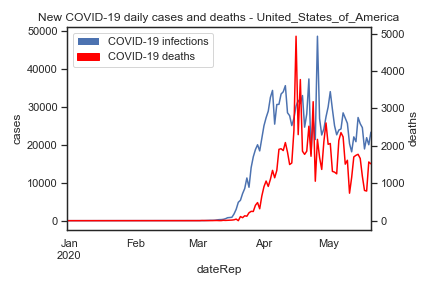 New COVID-19 daily cases and deaths - United_States_of_America
COVID-19 infections
COVID-19 deaths
50000
40000
30000
20000
10000
0
cases
5000
4000
3000
2000
1000
0
deaths
Jan
2020
Feb
Mar
Apr
May
dateRep